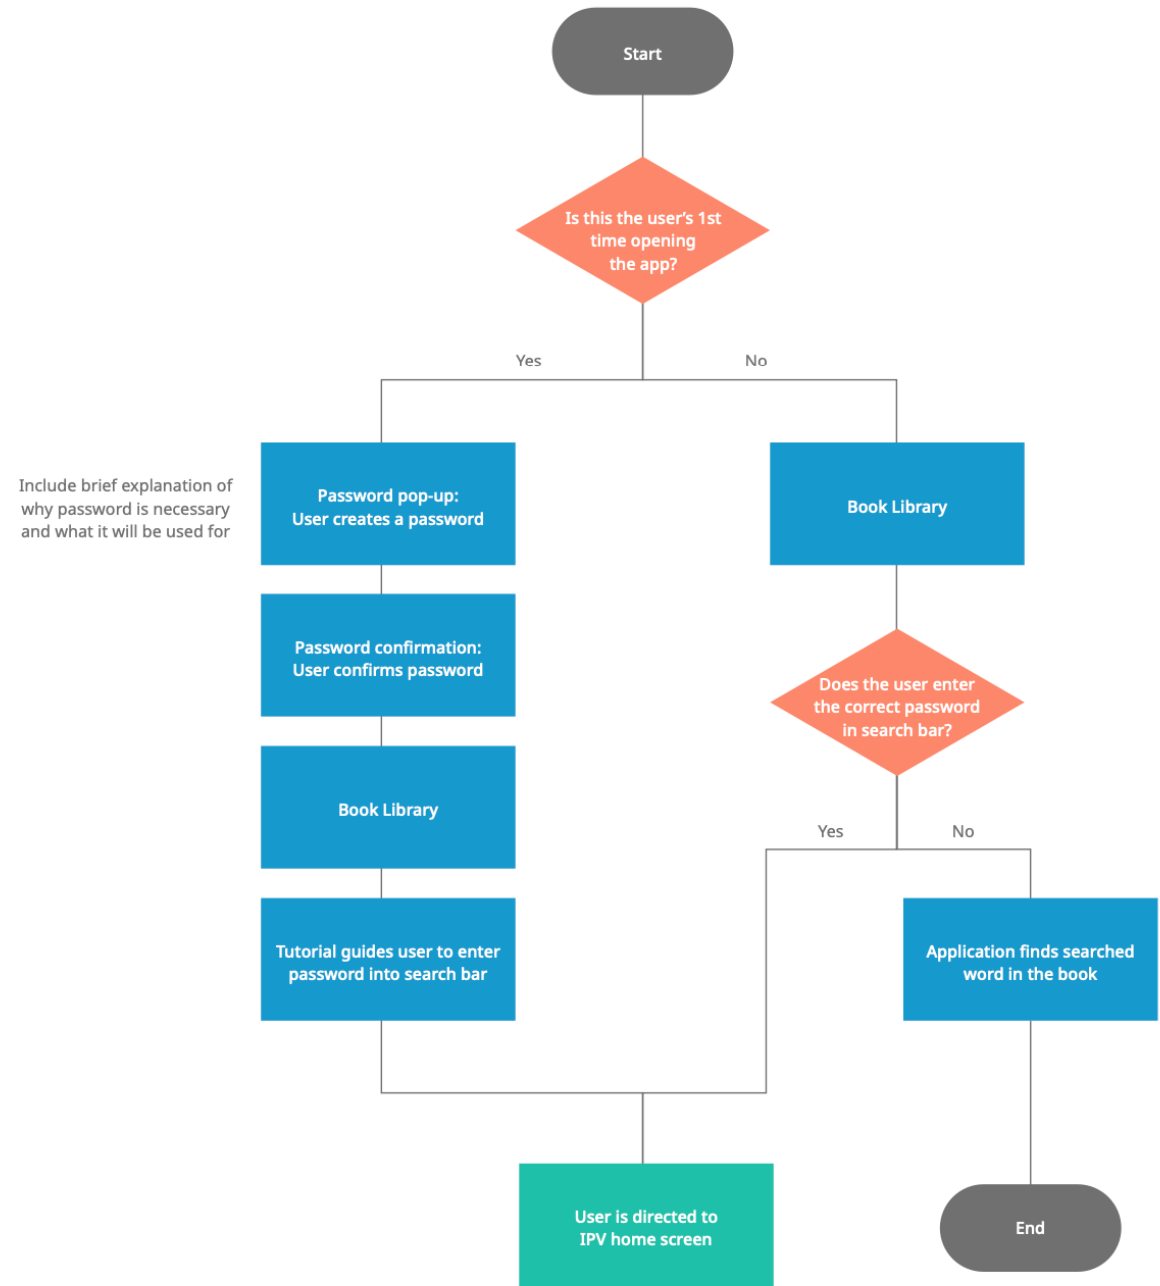 Start
Is this the user’s 1st
time opening
the app?
Yes
No
Include brief explanation of
why password is necessary
and what it will be used for
Password pop-up:
User creates a password
Book Library
Password confirmation:
User confirms password
Does the user enter
the correct password
in search bar?
Book Library
Yes
No
Tutorial guides user to enter
password into search bar
Application finds searched
word in the book
User is directed to
IPV home screen
End